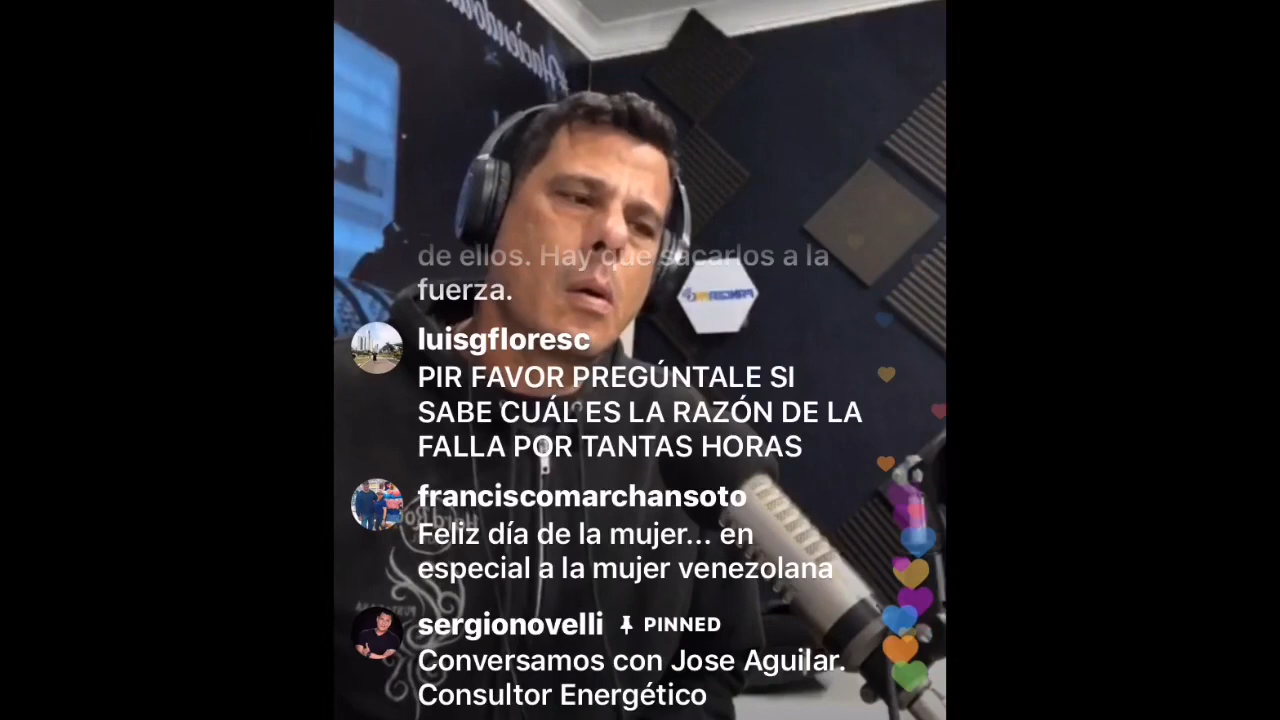 de ellos. Hay que sacarlos a la
fuerza.
luisgfloresc
PIR FAVOR PREGÚNTALE SI
SABE CUÁL ES LA RAZÓN DE LA
FALLA POR TANTAS HORAS
franciscomarchansoto
Feliz día de la mujer... en
especial a la mujer venezolana
sergionovelli PINNED
Conversamos con Jose Aguilar.
Consultor Energético